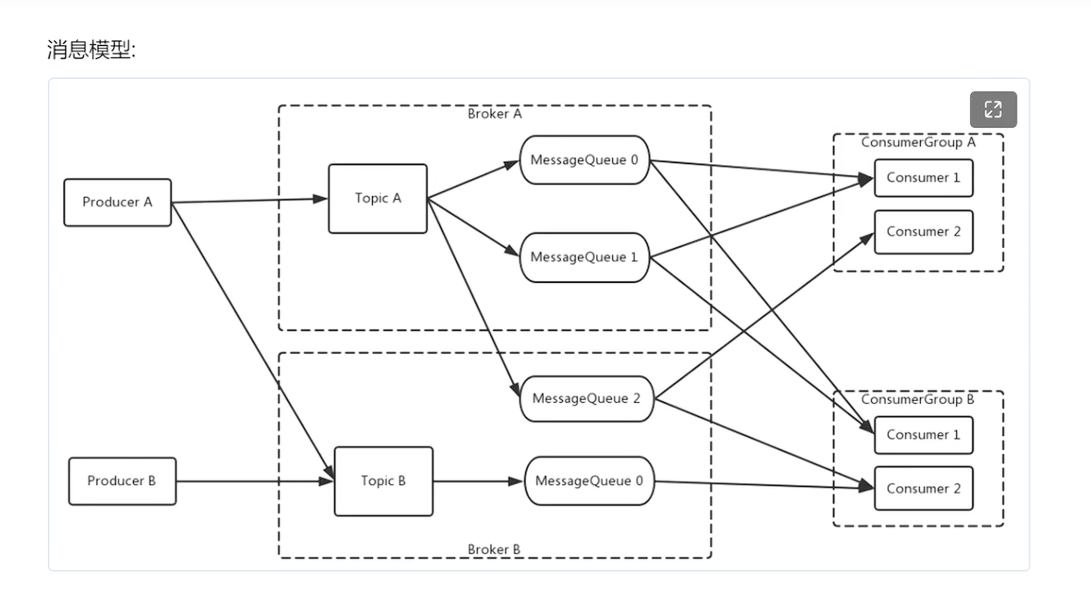 消息模型:
Broker A
MessageQueue 0
ConsumerGroup A
Consumer 1
Producer A
Topic A
Consumer 2
MessageQueue 1
MessageQueue 2
ConsumerGroup B
Consumer 1
Producer B
Topic B
MessageQueue 0
Consumer 2
Broker B